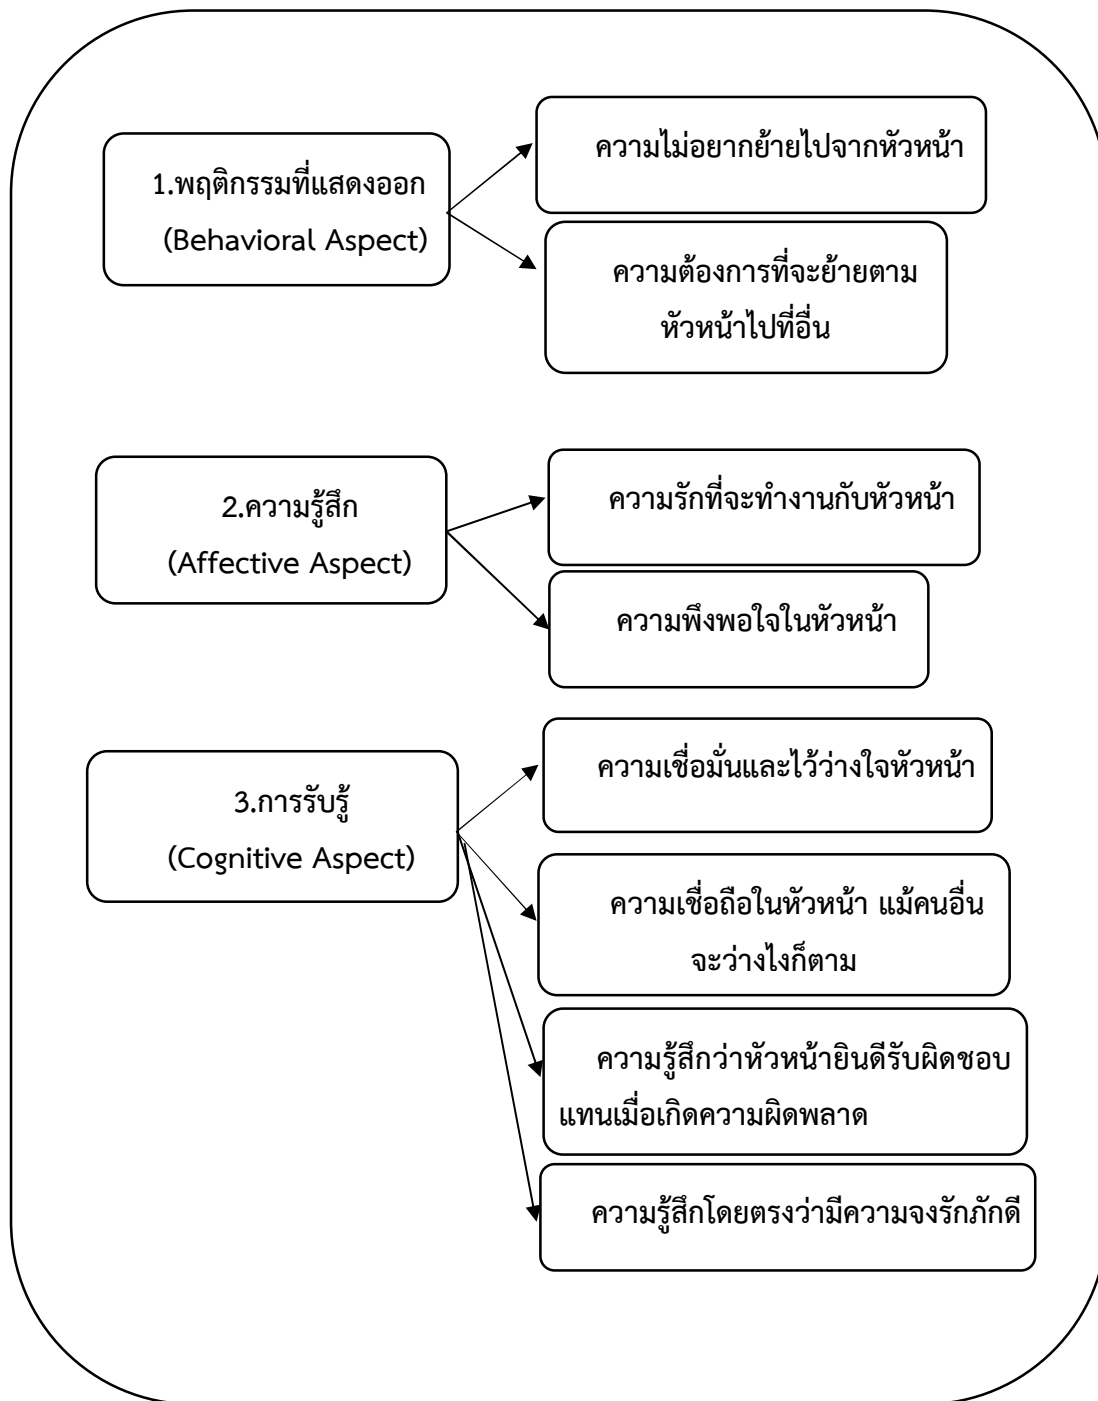 1.พฤติกรรมที่แสดงออก
(Behavioral Aspect)
ความไม่อยากย้ายไปจากหัวหน้า
ความต้องการที่จะย้ายตาม
หัวหน้าไปที่อื่น
2.ความรู้สึก
(Affective Aspect)
ความรักที่จะทำงานกับหัวหน้า
ความพึงพอใจในหัวหน้า
3.การรับรู้
(Cognitive Aspect)
ความเชื่อมั่นและไว้ว่างใจหัวหน้า
ความเชื่อถือในหัวหน้า แม้คนอื่น
จะว่างไงก็ตาม
ความรู้สึกว่าหัวหน้ายินดีรับผิดชอบ
แทนเมื่อเกิดความผิดพลาด
ความรู้สึกโดยตรงว่ามีความจงรักภักดี